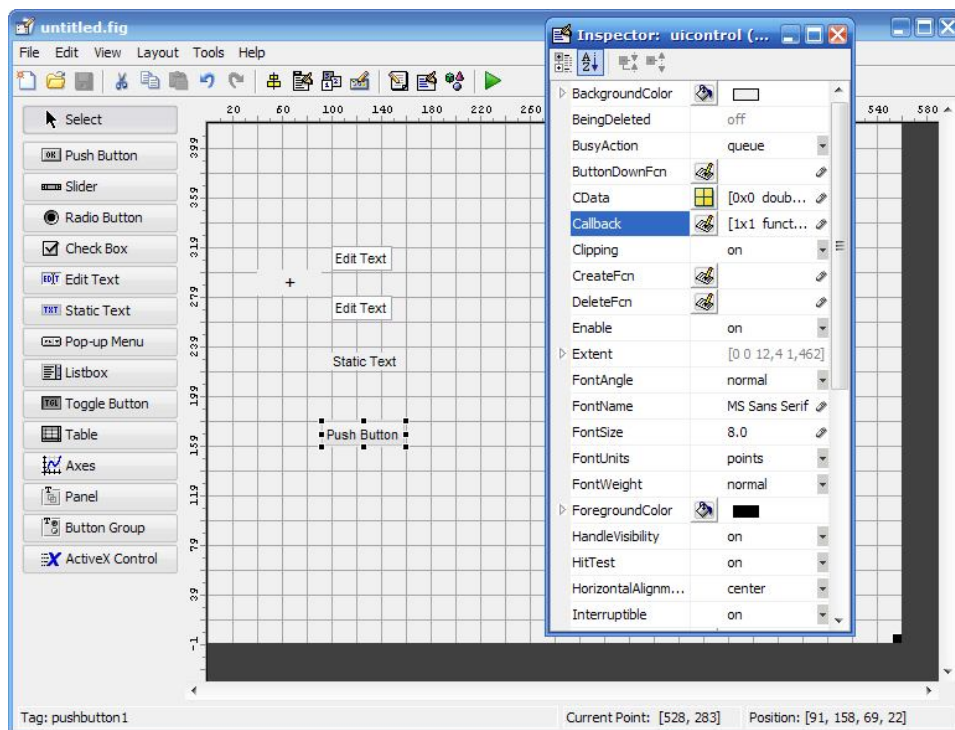 untitled.fig
File Edit View Layout Tools Help
Select
OK Push Button
Slider
Radio Button
Check Box
EDIT Edit Text
TXT Static Text
Pop-up Menu
Listbox
TGL Toggle Button
Table
Axes
Panel
Button Group
ActiveX Control
20 60 100 140 180 220 260 540 580
399
359
319
279
239
199
159
119
79
39
-1
Edit Text
Edit Text
Static Text
Push Button
Inspector: uicontrol (...
BackgroundColor
BeingDeleted off
BusyAction queue
ButtonDownFcn
CData [0x0 doub...
Callback [1x1 funct...
Clipping on
CreateFcn
DeleteFcn
Enable on
Extent [0 0 12,4 1,462]
FontAngle normal
FontName MS Sans Serif
FontSize 8.0
FontUnits points
FontWeight normal
ForegroundColor
HandleVisibility on
HitTest on
HorizontalAlignm... center
Interruptible on
Tag: pushbutton1
Current Point: [528, 283] Position: [91, 158, 69, 22]